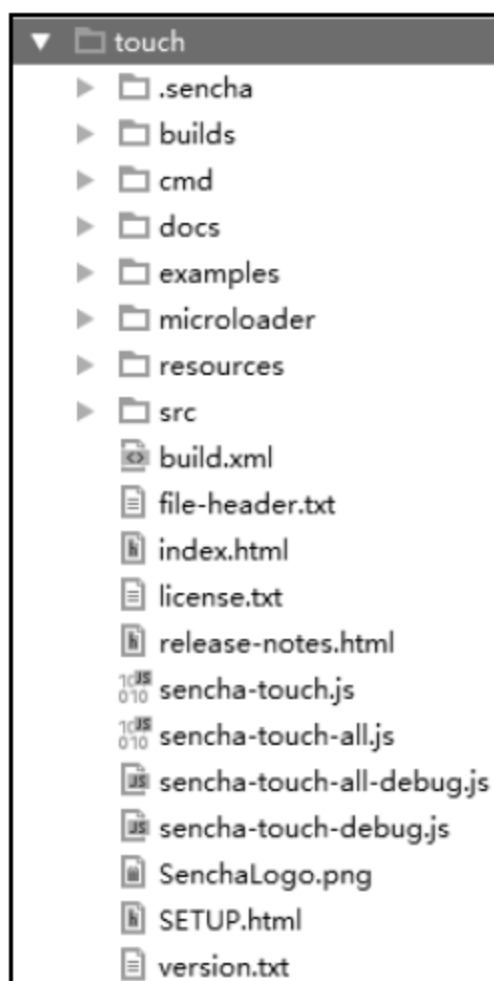 touch
.sencha
builds
cmd
docs
examples
microloader
resources
src
build.xml
file-header.txt
index.html
license.txt
release-notes.html
sencha-touch.js
sencha-touch-all.js
sencha-touch-all-debug.js
sencha-touch-debug.js
SenchaLogo.png
SETUP.html
version.txt